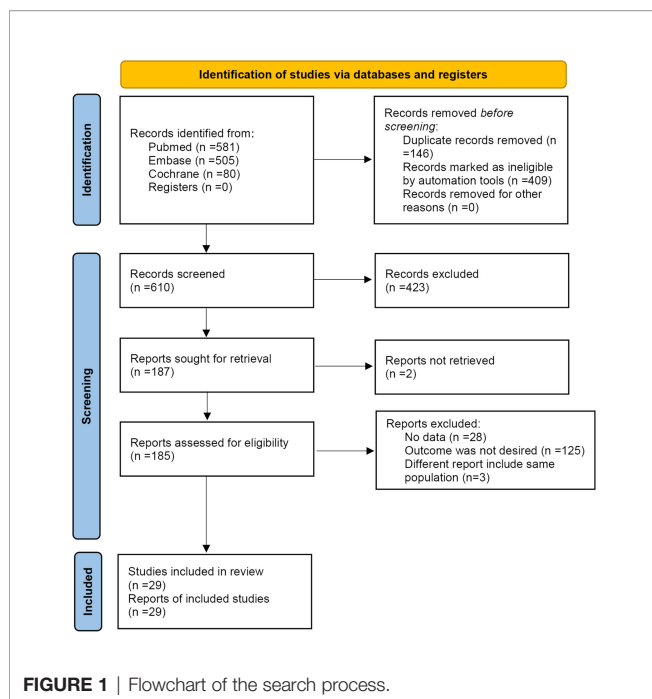 Identification of studies via databases and registers
Identification
Records identified from:
Pubmed (n =581)
Embase (n =505)
Cochrane (n =80)
Registers (n =0)
Records removed before
screening:
Duplicate records removed (n
=146)
Records marked as ineligible
by automation tools (n =409)
Records removed for other
reasons (n =0)
Screening
Records screened
(n =610)
Records excluded
(n =423)
Reports sought for retrieval
(n =187)
Reports not retrieved
(n =2)
Reports assessed for eligibility
(n =185)
Reports excluded:
No data (n =28)
Outcome was not desired (n =125)
Different report include same
population (n=3)
Included
Studies included in review
(n =29)
Reports of included studies
(n =29)
FIGURE 1 | Flowchart of the search process.